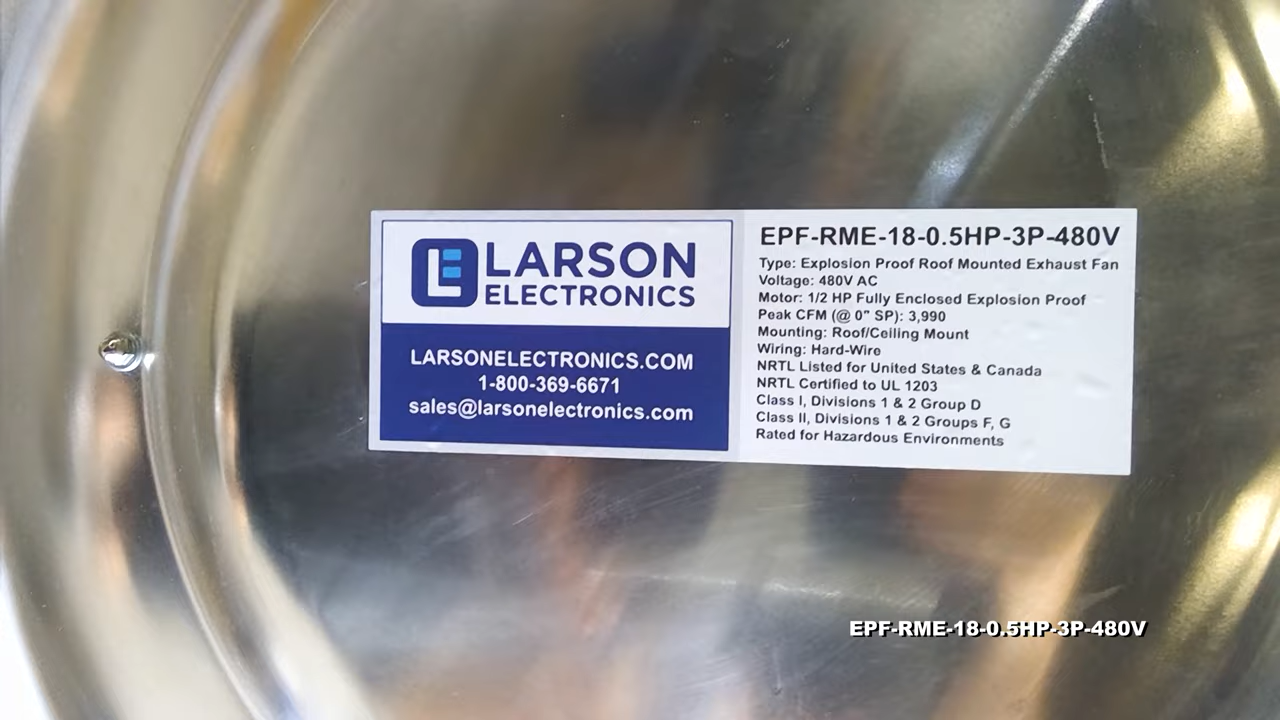 LARSON
ELECTRONICS
LARSONELECTRONICS.COM
1-800-369-6671
sales@larsonelectronics.com
EPF-RME-18-0.5HP-3P-480V
Type: Explosion Proof Roof Mounted Exhaust Fan
Voltage: 480V AC
Motor: 1/2 HP Fully Enclosed Explosion Proof
Peak CFM (@ 0" SP): 3,990
Mounting: Roof/Ceiling Mount
Wiring: Hard-Wire
NRTL Listed for United States & Canada
NRTL Certified to UL 1203
Class I, Divisions 1 & 2 Group D
Class II, Divisions 1 & 2 Groups F, G
Rated for Hazardous Environments
EPF-RME-18-0.5HP-3P-480V